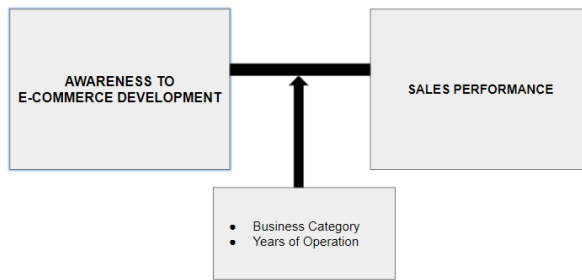 AWARENESS TO
E-COMMERCE DEVELOPMENT
SALES PERFORMANCE
● Business Category
● Years of Operation